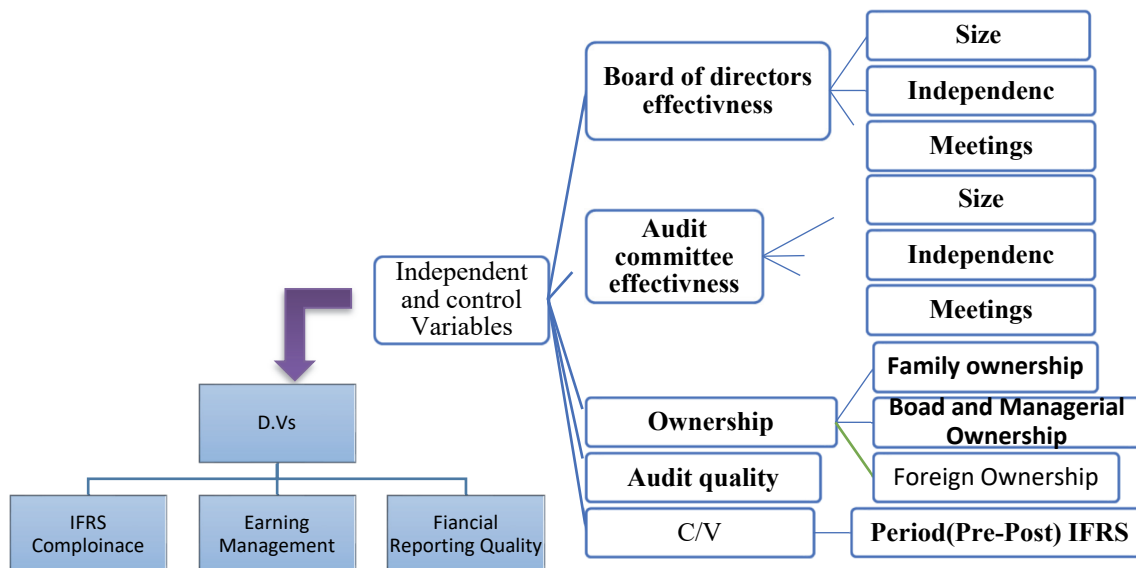 Independent
and control
Variables
Board of directors
effectivness
Size
Independenc
Meetings
Audit
committee
effectivness
Size
Independenc
Meetings
Ownership
Family ownership
Boad and Managerial
Ownership
Foreign Ownership
Audit quality
C/V
Period(Pre-Post) IFRS
D.Vs
IFRS
Comploinace
Earning
Management
Fiancial
Reporting Quality